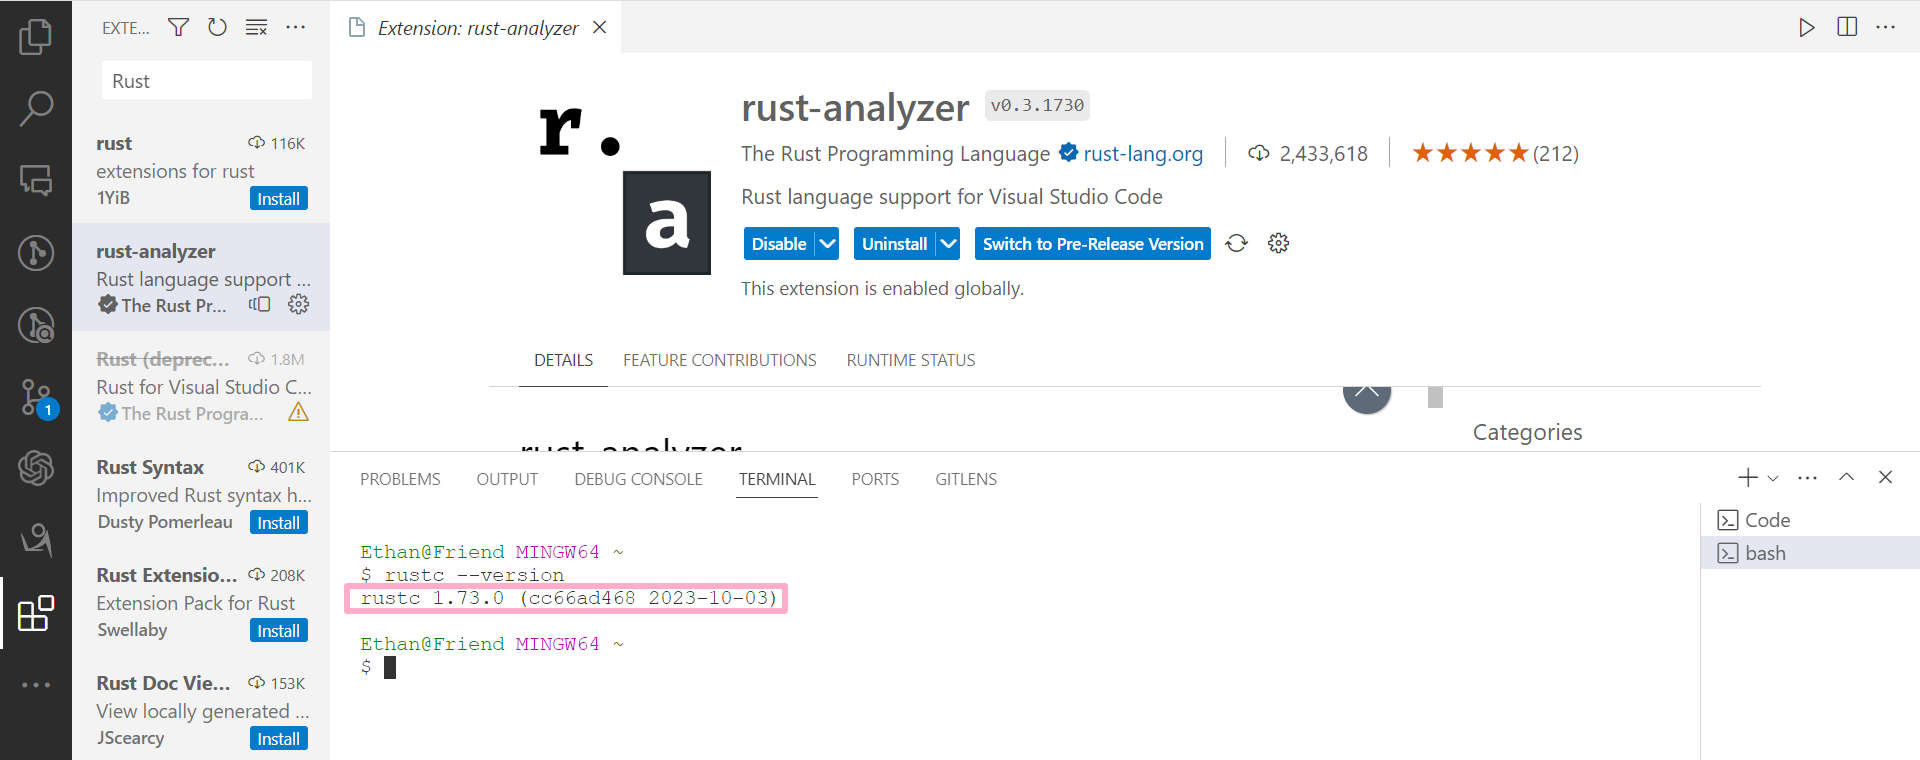 EXTE...
Rust
rust 116K
extensions for rust
1YiB Install
rust-analyzer
Rust language support ...
The Rust Pr...
Rust (deprec... 1.8M
Rust for Visual Studio C...
The Rust Progra...
Rust Syntax 401K
Improved Rust syntax h...
Dusty Pomerleau Install
Rust Extensio... 208K
Extension Pack for Rust
Swellaby Install
Rust Doc Vie... 153K
View locally generated ...
JScearcy Install
1
Extension: rust-analyzer
r.
a
rust-analyzer v0.3.1730
The Rust Programming Language rust-lang.org 2,433,618 ★★★★★(212)
Rust language support for Visual Studio Code
Disable Uninstall Switch to Pre-Release Version
This extension is enabled globally.
DETAILS FEATURE CONTRIBUTIONS RUNTIME STATUS
rust-analyzer
Categories
PROBLEMS OUTPUT DEBUG CONSOLE TERMINAL PORTS GITLENS
Ethan@Friend MINGW64 ~
$ rustc --version
rustc 1.73.0 (cc66ad468 2023-10-03)
Ethan@Friend MINGW64 ~
$
Code
bash